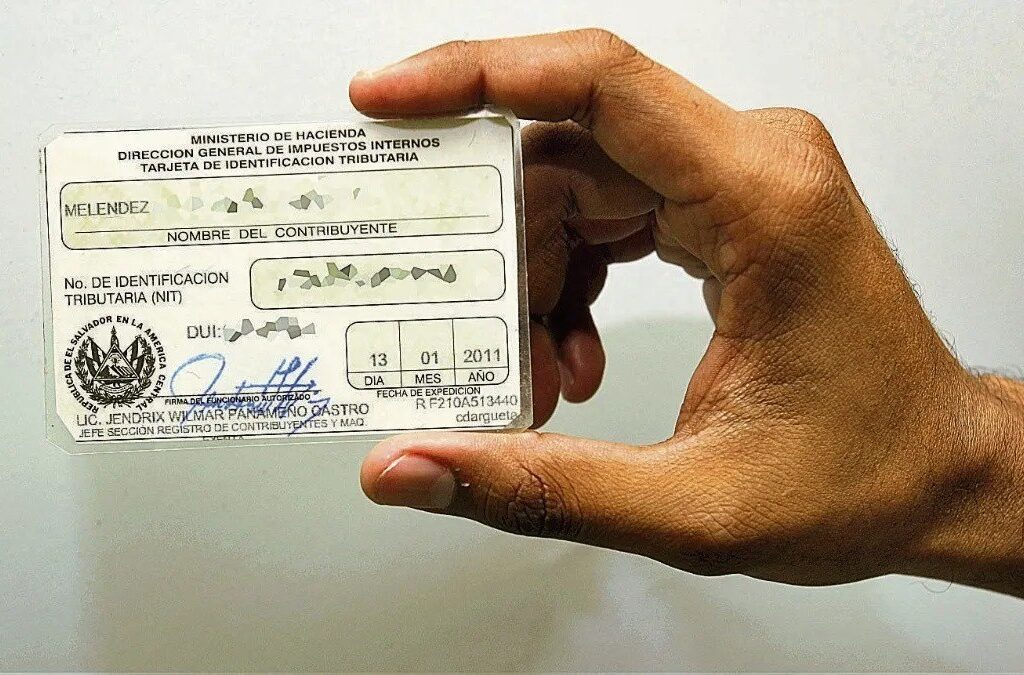 MINISTERIO DE HACIENDA
DIRECCION GENERAL DE IMPUESTOS INTERNOS
TARJETA DE IDENTIFICACION TRIBUTARIA
MELENDEZ
NOMBRE DEL CONTRIBUYENTE
No. DE IDENTIFICACION
TRIBUTARIA (NIT)
REPUBLICA DE EL SALVADOR EN LA AMERICA CENTRAL
DUI:
13 01 2011
DIA MES AÑO
FECHA DE EXPEDICION
FIRMA DEL FUNCIONARIO AUTORIZADO
R F210A513440
LIC. JENDRIX WILMAR PANAMEÑO CASTRO
cdargueta
JEFE SECCION REGISTRO DE CONTRIBUYENTES Y MAQ.